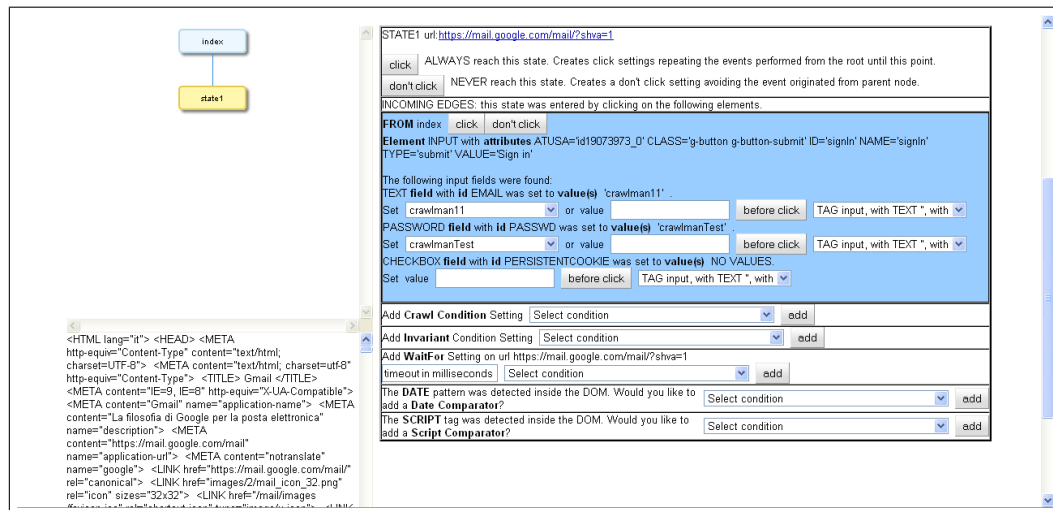 index
state1
STATE1 url:https://mail.google.com/mail/?shva=1
click ALWAYS reach this state. Creates click settings repeating the events performed from the root until this point.
don't click NEVER reach this state. Creates a don't click setting avoiding the event originated from parent node.
INCOMING EDGES: this state was entered by clicking on the following elements.
FROM index click don't click
Element INPUT with attributes ATUSA='id19073973_0' CLASS='g-button g-button-submit' ID='signIn' NAME='signIn'
TYPE='submit' VALUE='Sign in'
The following input fields were found:
TEXT field with id EMAIL was set to value(s) 'crawlman11' .
Set crawlman11 or value before click TAG input, with TEXT '', with
PASSWORD field with id PASSWD was set to value(s) 'crawlmanTest' .
Set crawlmanTest or value before click TAG input, with TEXT '', with
CHECKBOX field with id PERSISTENTCOOKIE was set to value(s) NO VALUES.
Set value before click TAG input, with TEXT '', with
Add Crawl Condition Setting Select condition add
Add Invariant Condition Setting Select condition add
Add WaitFor Setting on url https://mail.google.com/mail/?shva=1
timeout in milliseconds Select condition add
The DATE pattern was detected inside the DOM. Would you like to
add a Date Comparator? Select condition add
The SCRIPT tag was detected inside the DOM. Would you like to
add a Script Comparator? Select condition add
<HTML lang="it"> <HEAD> <META
http-equiv="Content-Type" content="text/html;
charset=UTF-8"> <META content="text/html; charset=utf-8"
http-equiv="Content-Type"> <TITLE> Gmail </TITLE>
<META content="IE=9, IE=8" http-equiv="X-UA-Compatible">
<META content="Gmail" name="application-name"> <META
content="La filosofia di Google per la posta elettronica"
name="description"> <META
content="https://mail.google.com/mail"
name="application-url"> <META content="notranslate"
name="google"> <LINK href="https://mail.google.com/mail/"
rel="canonical"> <LINK href="images/2/mail_icon_32.png"
rel="icon" sizes="32x32"> <LINK href="/mail/images
/favicon.ico" rel="shortcut icon" type="image/x-icon"> <LINK